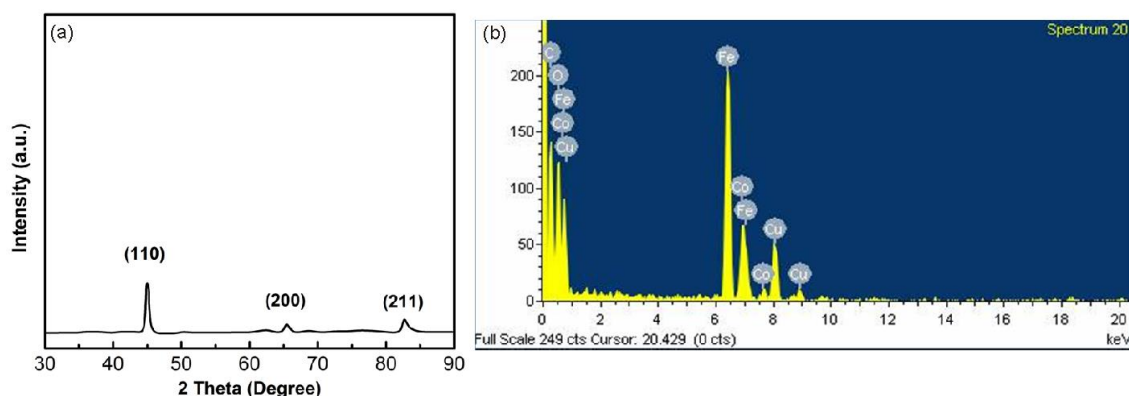 (a)
(110)
(200)
(211)
30 40 50 60 70 80 90
2 Theta (Degree)
Intensity (a.u.)
(b)
Spectrum 20
C
O
Fe
Co
Cu
Fe
Co
Fe
Co
Cu
Cu
200
150
100
50
0
0 2 4 6 8 10 12 14 16 18 20
Full Scale 249 cts Cursor: 20.429 (0 cts)
keV